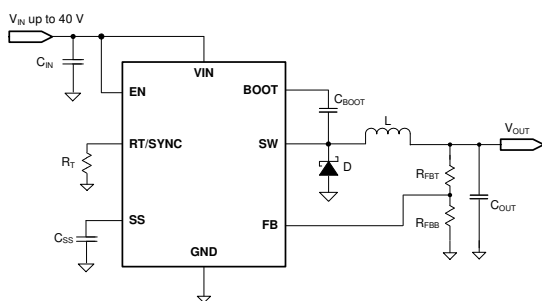 V_IN up to 40 V
C_IN
VIN
EN
BOOT
C_BOOT
RT/SYNC
SW
L
V_OUT
R_T
D
R_FBT
C_OUT
SS
FB
R_FBB
C_SS
GND